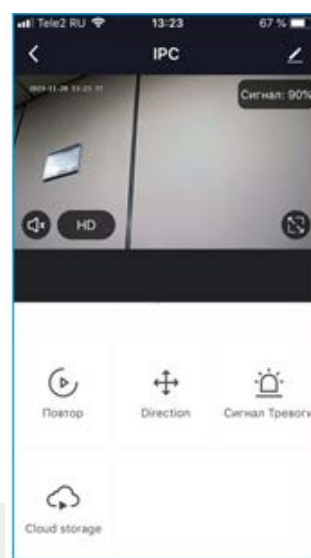 Tele2 RU 13:23 67 %
IPC
Сигнал: 90%
HD
Повтор Direction Сигнал Тревоги
Cloud storage